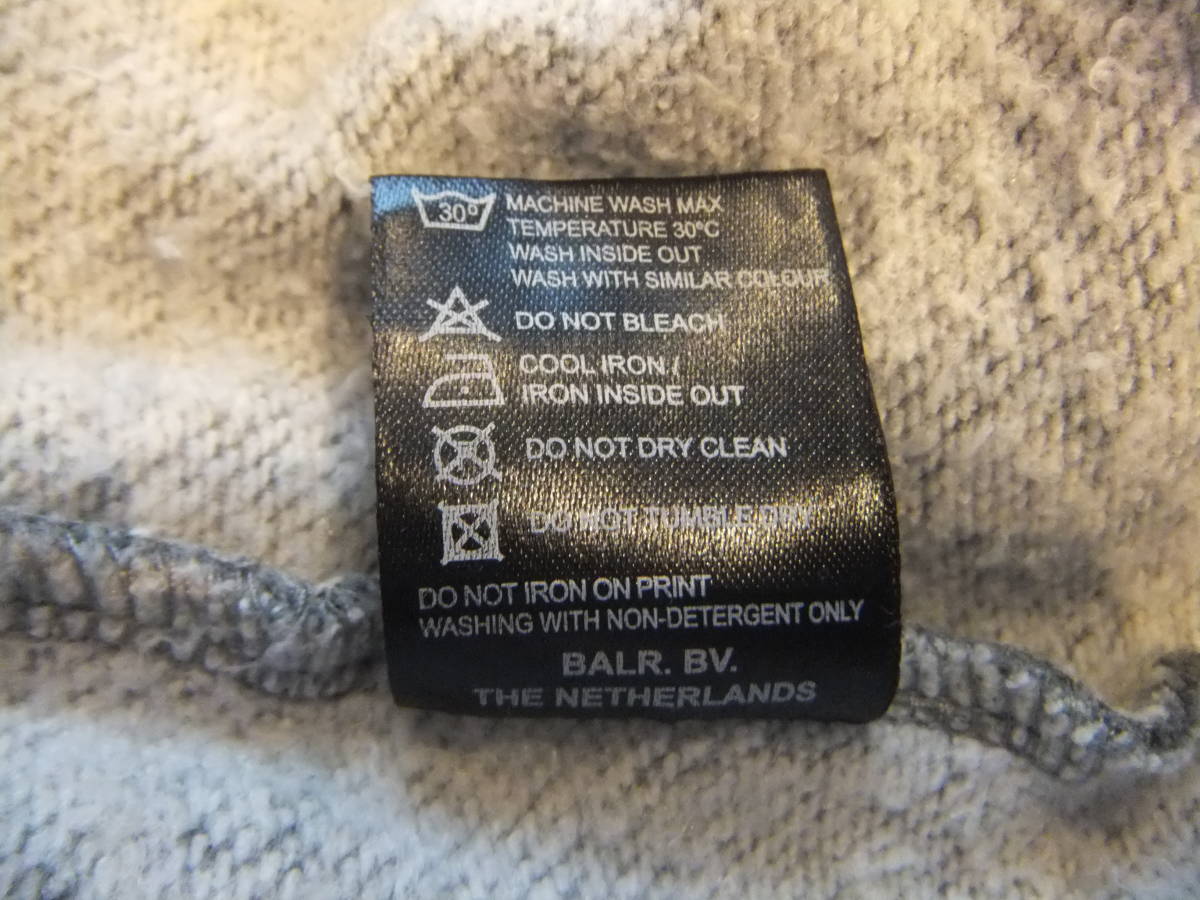 30° MACHINE WASH MAX
TEMPERATURE 30°C
WASH INSIDE OUT
WASH WITH SIMILAR COLOUR
DO NOT BLEACH
COOL IRON /
IRON INSIDE OUT
DO NOT DRY CLEAN
DO NOT TUMBLE DRY
DO NOT IRON ON PRINT
WASHING WITH NON-DETERGENT ONLY
BALR. BV.
THE NETHERLANDS